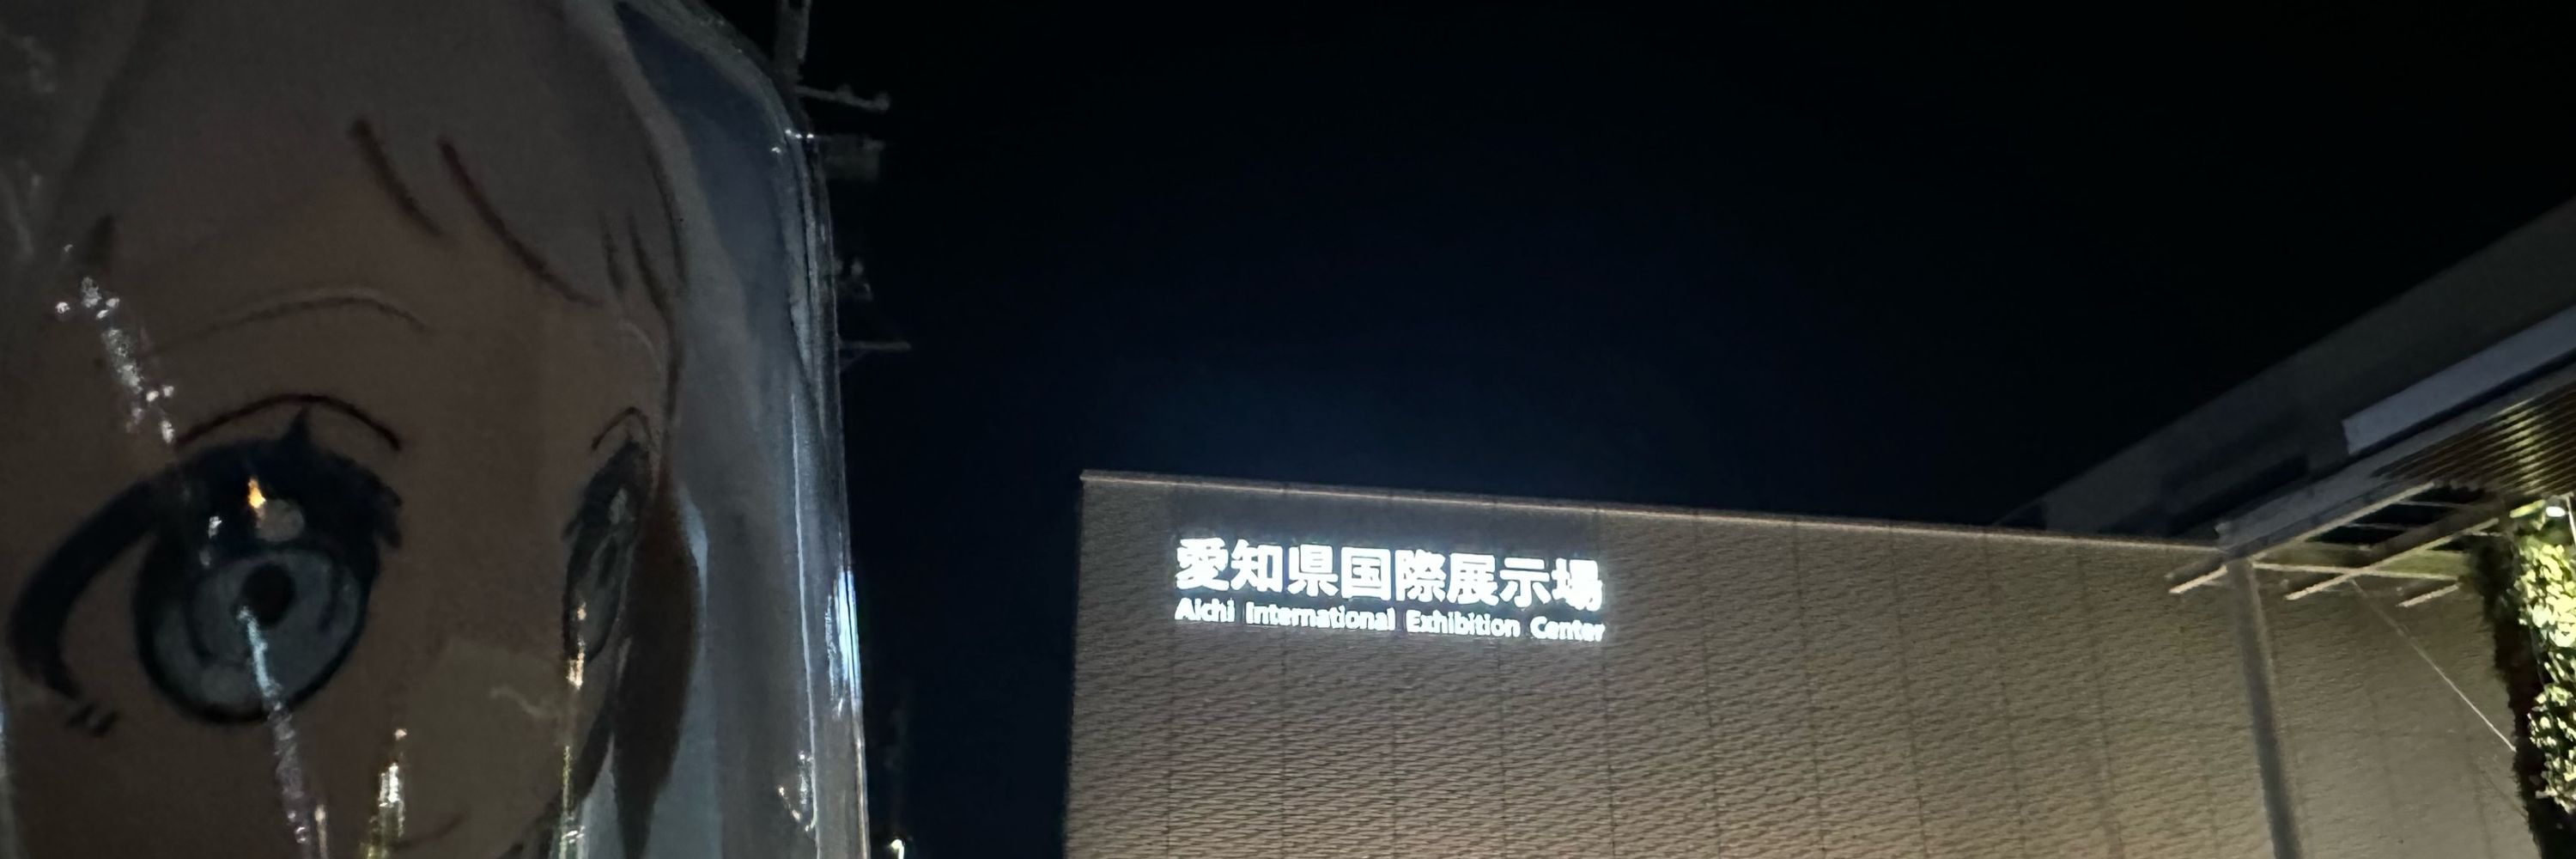 愛知県国際展示場
Aichi International Exhibition Center